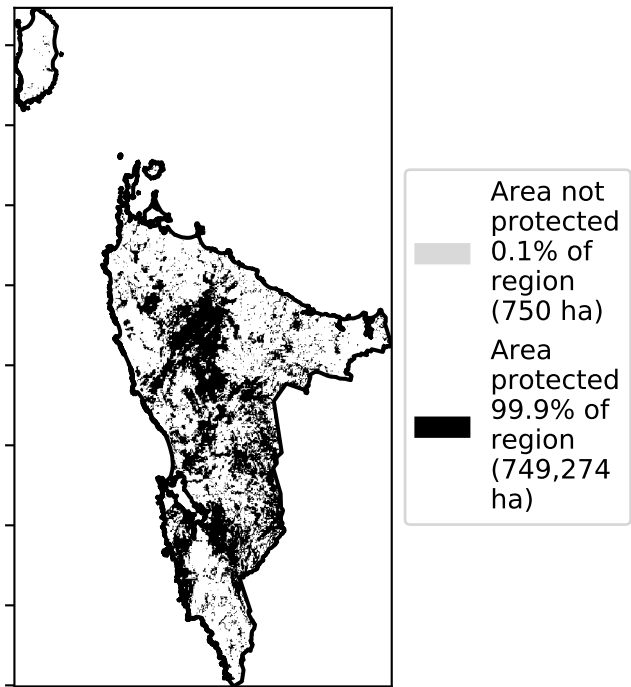 Area not
protected
0.1% of
region
(750 ha)
Area
protected
99.9% of
region
(749,274
ha)